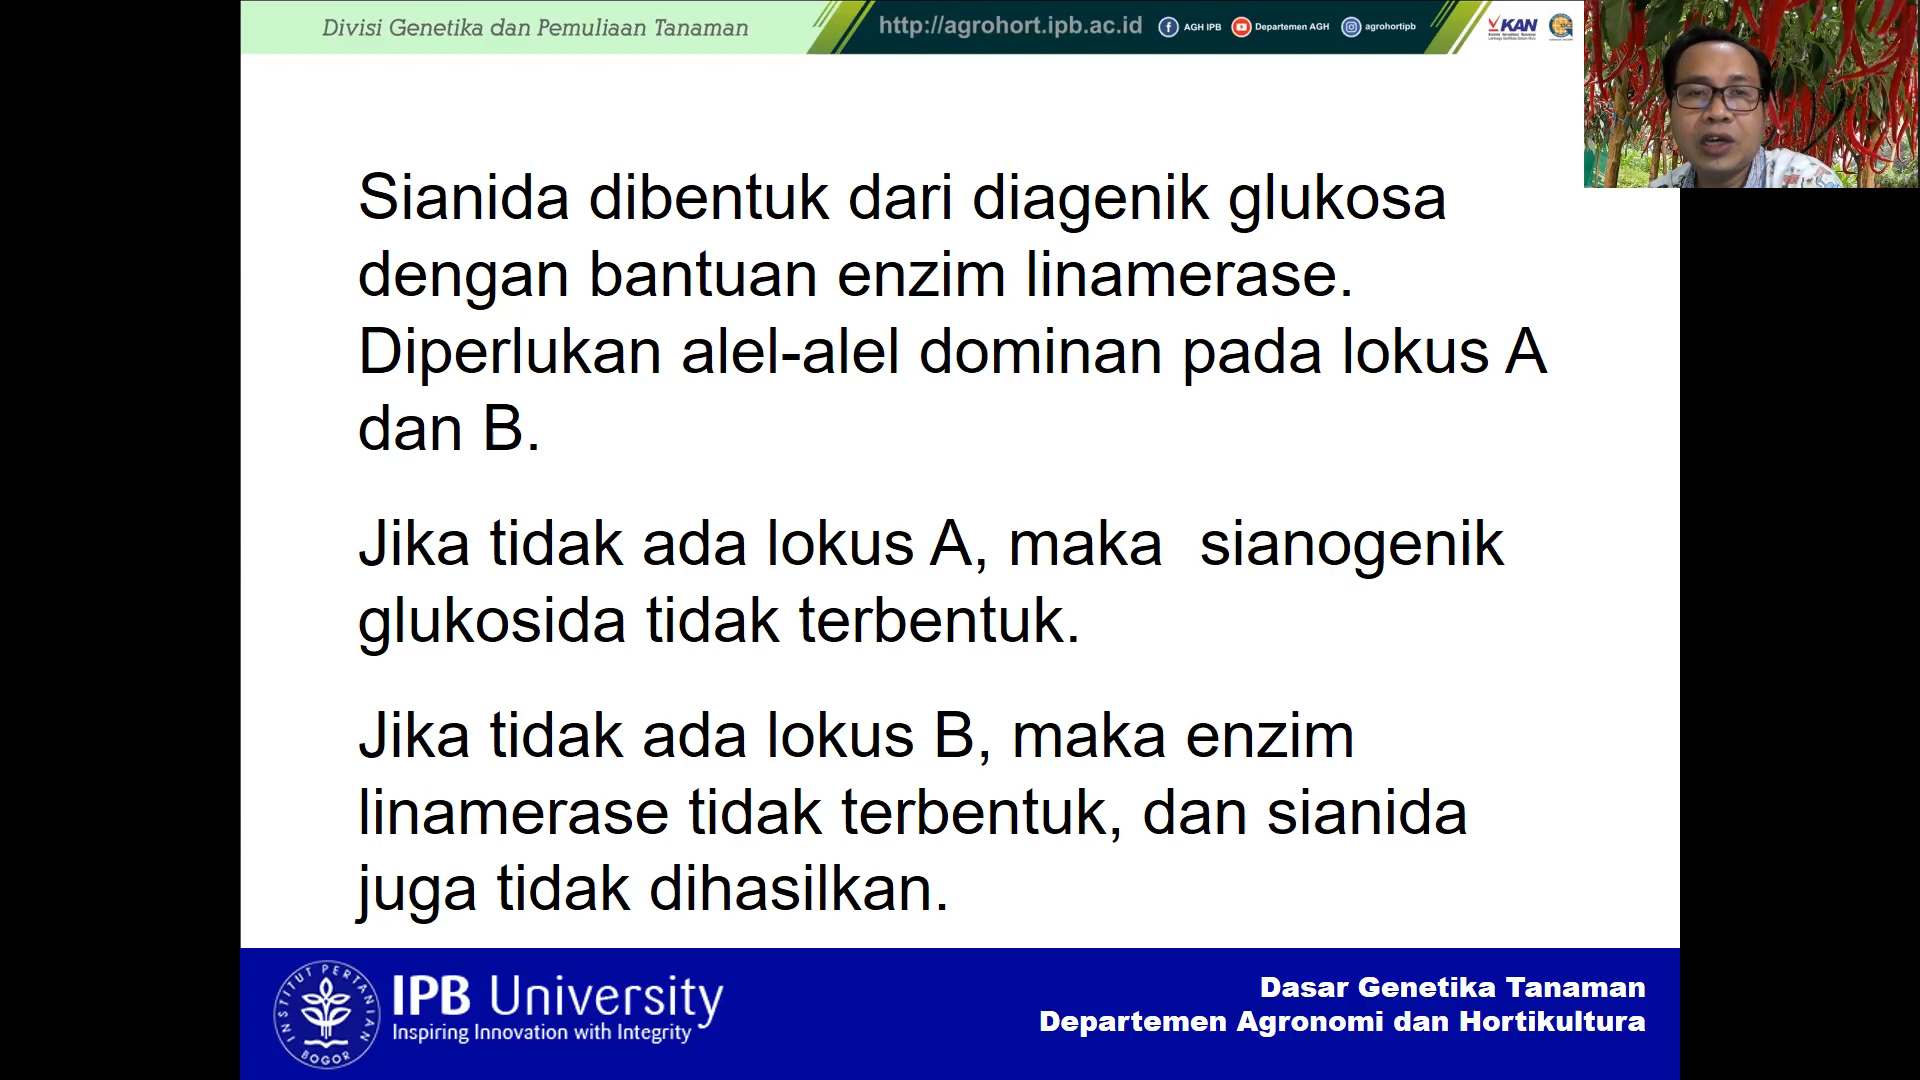 Divisi Genetika dan Pemuliaan Tanaman
http://agrohort.ipb.ac.id
AGH IPB
Departemen AGH
agrohortipb
KAN
Sianida dibentuk dari diagenik glukosa
dengan bantuan enzim linamerase.
Diperlukan alel-alel dominan pada lokus A
dan B.
Jika tidak ada lokus A, maka  sianogenik
glukosida tidak terbentuk.
Jika tidak ada lokus B, maka enzim
linamerase tidak terbentuk, dan sianida
juga tidak dihasilkan.
INSTITUT PERTANIAN
BOGOR
IPB University
Inspiring Innovation with Integrity
Dasar Genetika Tanaman
Departemen Agronomi dan Hortikultura